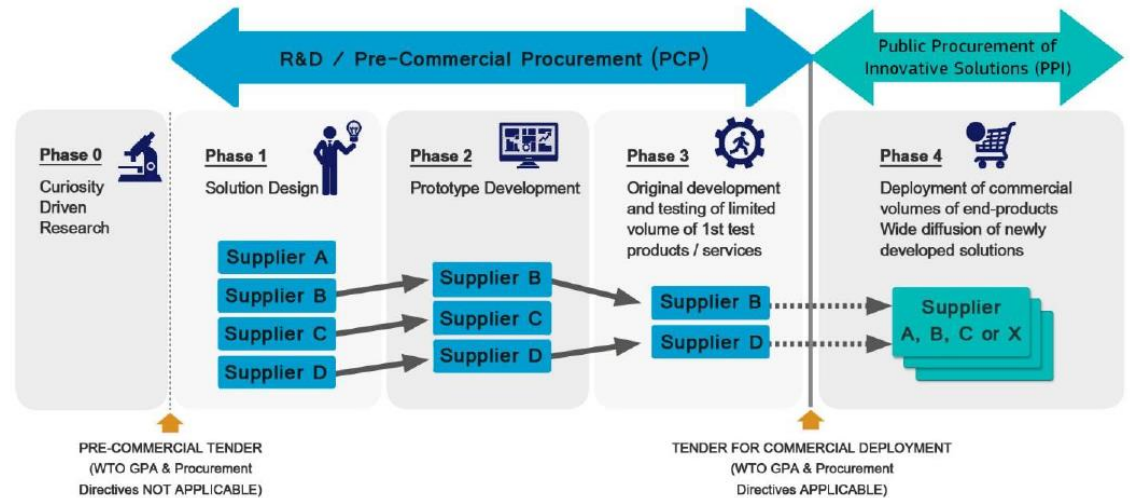 R&D / Pre-Commercial Procurement (PCP)
Public Procurement of
Innovative Solutions (PPI)
Phase 0
Curiosity
Driven
Research
Phase 1
Solution Design
Supplier A
Supplier B
Supplier C
Supplier D
Phase 2
Prototype Development
Supplier B
Supplier C
Supplier D
Phase 3
Original development
and testing of limited
volume of 1st test
products / services
Supplier B
Supplier D
Phase 4
Deployment of commercial
volumes of end-products
Wide diffusion of newly
developed solutions
Supplier
A, B, C or X
PRE-COMMERCIAL TENDER
(WTO GPA & Procurement
Directives NOT APPLICABLE)
TENDER FOR COMMERCIAL DEPLOYMENT
(WTO GPA & Procurement
Directives APPLICABLE)